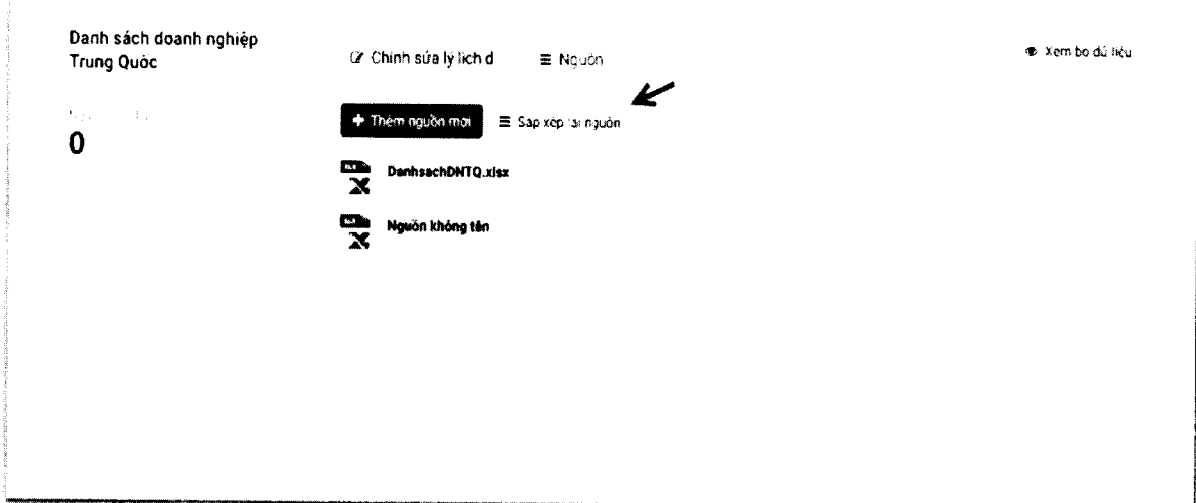 Danh sách doanh nghiệp
Trung Quốc
Chỉnh sửa lý lịch d
Nguồn
Xem bộ dữ liệu
0
Thêm nguồn mới
Sắp xếp lại nguồn
DanhsachDNTQ.xlsx
Nguồn không tên